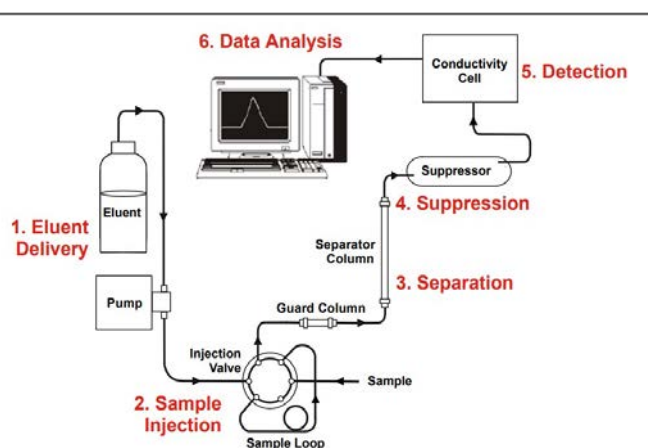 6. Data Analysis
Conductivity
Cell
5. Detection
Eluent
1. Eluent
Delivery
Suppressor
4. Suppression
Separator
Column
3. Separation
Pump
Guard Column
Injection
Valve
Sample
2. Sample
Injection
Sample Loop